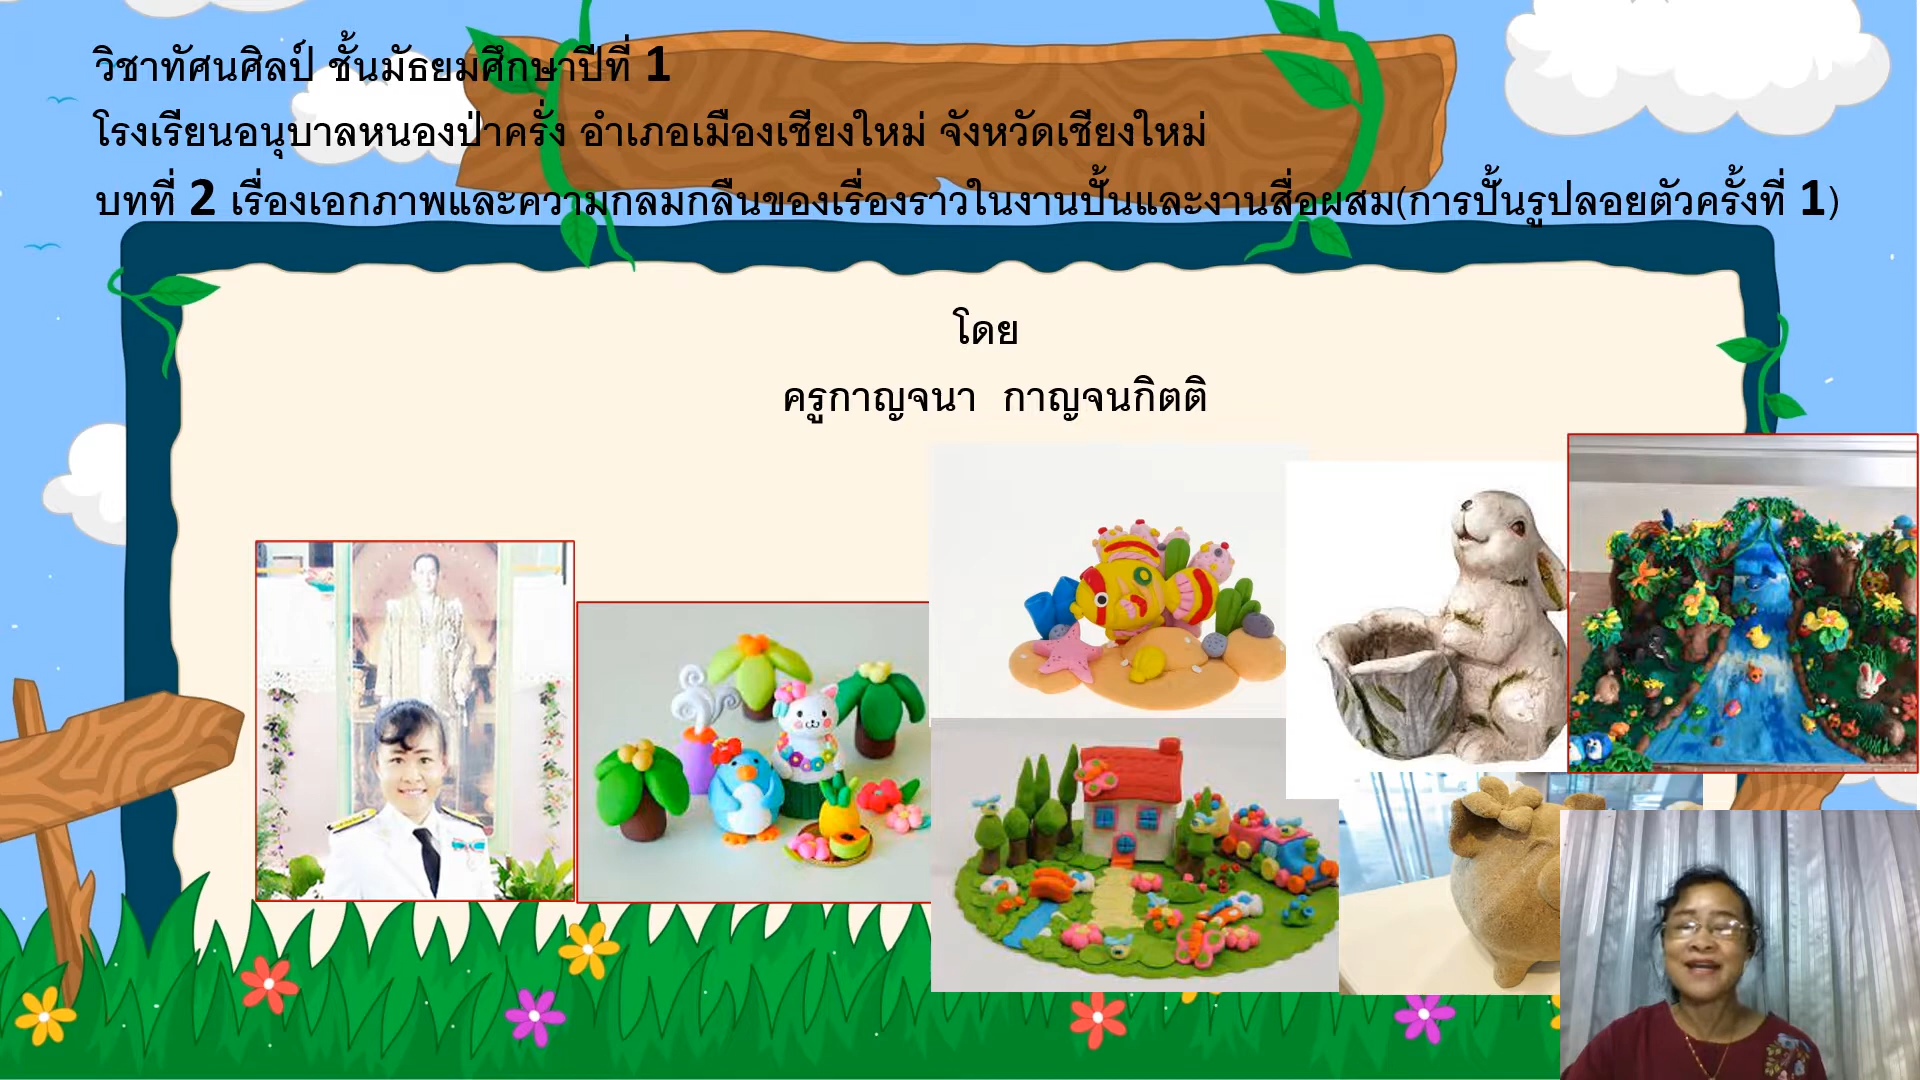 วิชาทัศนศิลป์ ชั้นมัธยมศึกษาปีที่ 1
โรงเรียนอนุบาลหนองป่าครั่ง อำเภอเมืองเชียงใหม่ จังหวัดเชียงใหม่
บทที่ 2 เรื่องเอกภาพและความกลมกลืนของเรื่องราวในงานปั้นและงานสื่อผสม(การปั้นรูปลอยตัวครั้งที่ 1)
โดย
ครูกาญจนา กาญจนกิตติ